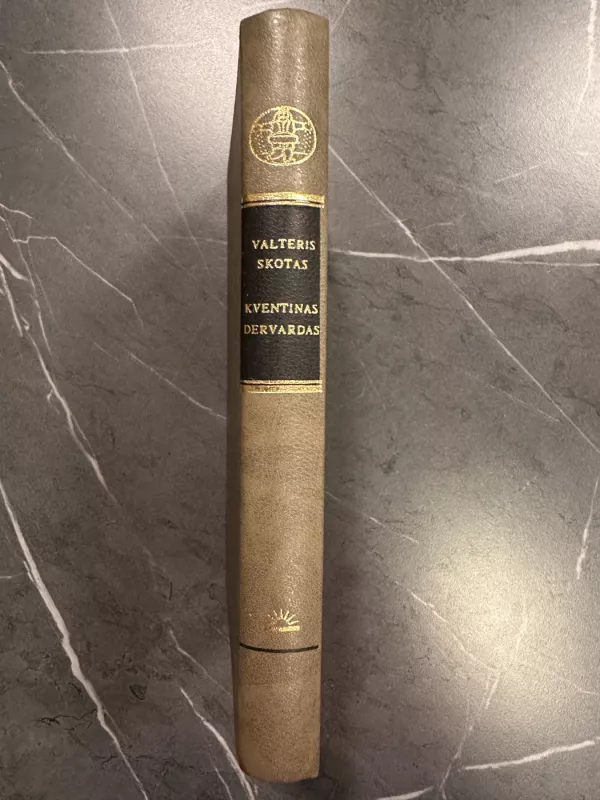 VALTERIS
SKOTAS
KVENTINAS
DERVARDAS